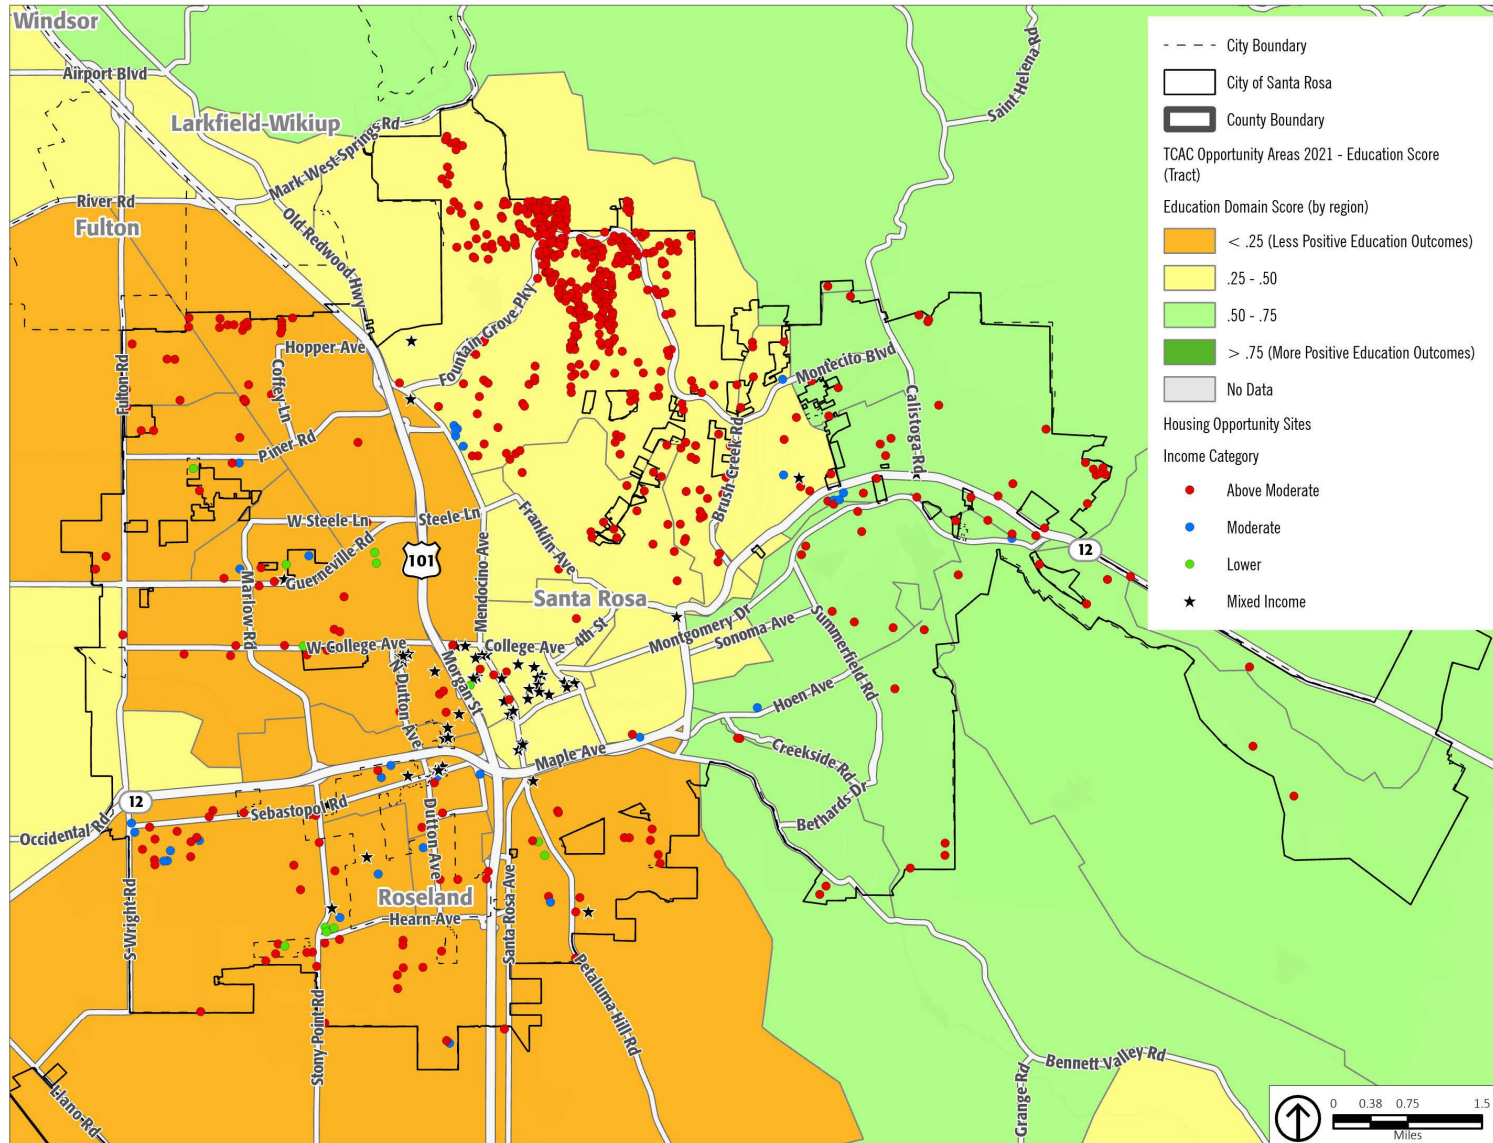 Windsor
Airport Blvd
Larkfield-Wikiup
Mark West Springs Rd
River Rd
Fulton
Old Redwood Hwy
Saint Helena Rd
Fountain Grove Pky
Hopper Ave
Coffey Ln
Fulton Rd
Piner Rd
Montecito Blvd
Calistoga Rd
Brush Creek Rd
W Steele Ln
Steele Ln
Franklin Ave
Guerneville Rd
101
Mendocino Ave
Marlow Rd
Santa Rosa
12
W College Ave
College Ave
4th St
Montgomery Dr
Sonoma Ave
Summerfield Rd
N Dutton Ave
Morgan St
Hoen Ave
Maple Ave
Creekside Rd
Bethards Dr
12
Occidental Rd
Sebastopol Rd
Dutton Ave
Roseland
Hearn Ave
S Wright Rd
Santa Rosa Ave
Stony Point Rd
Petaluma Hill Rd
Llano Rd
Bennett Valley Rd
Grange Rd
City Boundary
City of Santa Rosa
County Boundary
TCAC Opportunity Areas 2021 - Education Score
(Tract)
Education Domain Score (by region)
< .25 (Less Positive Education Outcomes)
.25 - .50
.50 - .75
> .75 (More Positive Education Outcomes)
No Data
Housing Opportunity Sites
Income Category
Above Moderate
Moderate
Lower
Mixed Income
0 0.38 0.75 1.5
Miles